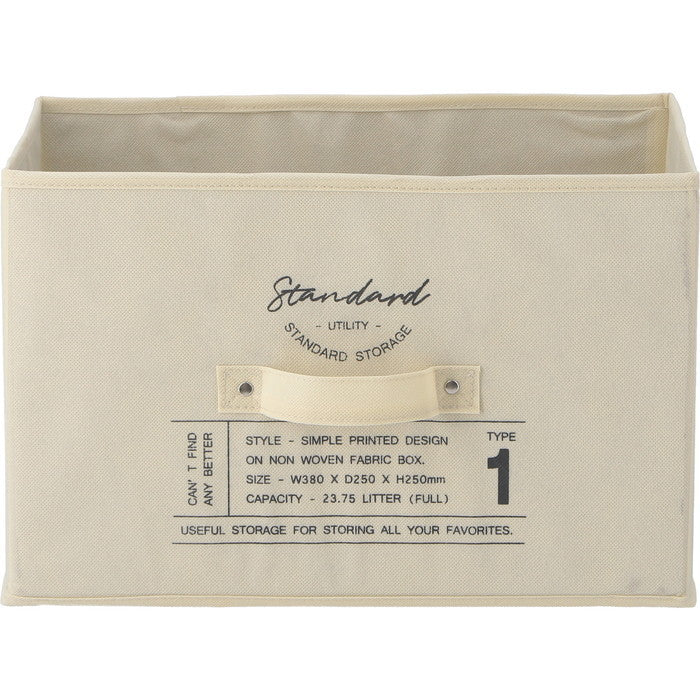 Standard
- UTILITY -
STANDARD STORAGE
CAN' T FIND
ANY BETTER
STYLE - SIMPLE PRINTED DESIGN
ON NON WOVEN FABRIC BOX.
SIZE - W380 X D250 X H250mm
CAPACITY - 23.75 LITTER (FULL)
TYPE
1
USEFUL STORAGE FOR STORING ALL YOUR FAVORITES.